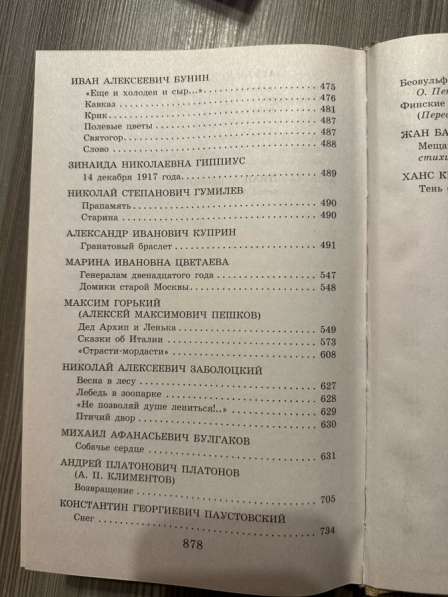 ИВАН АЛЕКСЕЕВИЧ БУНИН
«Еще и холоден и сыр...» 475
Кавказ 476
Крик 481
Полевые цветы 487
Святогор 487
Слово 488
ЗИНАИДА НИКОЛАЕВНА ГИППИУС
14 декабря 1917 года 489
НИКОЛАЙ СТЕПАНОВИЧ ГУМИЛЕВ
Прапамять 490
Старина 490
АЛЕКСАНДР ИВАНОВИЧ КУПРИН
Гранатовый браслет 491
МАРИНА ИВАНОВНА ЦВЕТАЕВА
Генералам двенадцатого года 547
Домики старой Москвы 548
МАКСИМ ГОРЬКИЙ
(АЛЕКСЕЙ МАКСИМОВИЧ ПЕШКОВ)
Дед Архип и Ленька 549
Сказки об Италии 573
«Страсти-мордасти» 608
НИКОЛАЙ АЛЕКСЕЕВИЧ ЗАБОЛОЦКИЙ
Весна в лесу 627
Лебедь в зоопарке 628
«Не позволяй душе лениться!..» 629
Птичий двор 630
МИХАИЛ АФАНАСЬЕВИЧ БУЛГАКОВ
Собачье сердце 631
АНДРЕЙ ПЛАТОНОВИЧ ПЛАТОНОВ
(А. П. КЛИМЕНТОВ)
Возвращение 705
КОНСТАНТИН ГЕОРГИЕВИЧ ПАУСТОВСКИЙ
Снег 734
878
Беовульф
О. Пет
Финские
(Перев
ЖАН БА
Меща
стих
ХАНС К
Тень